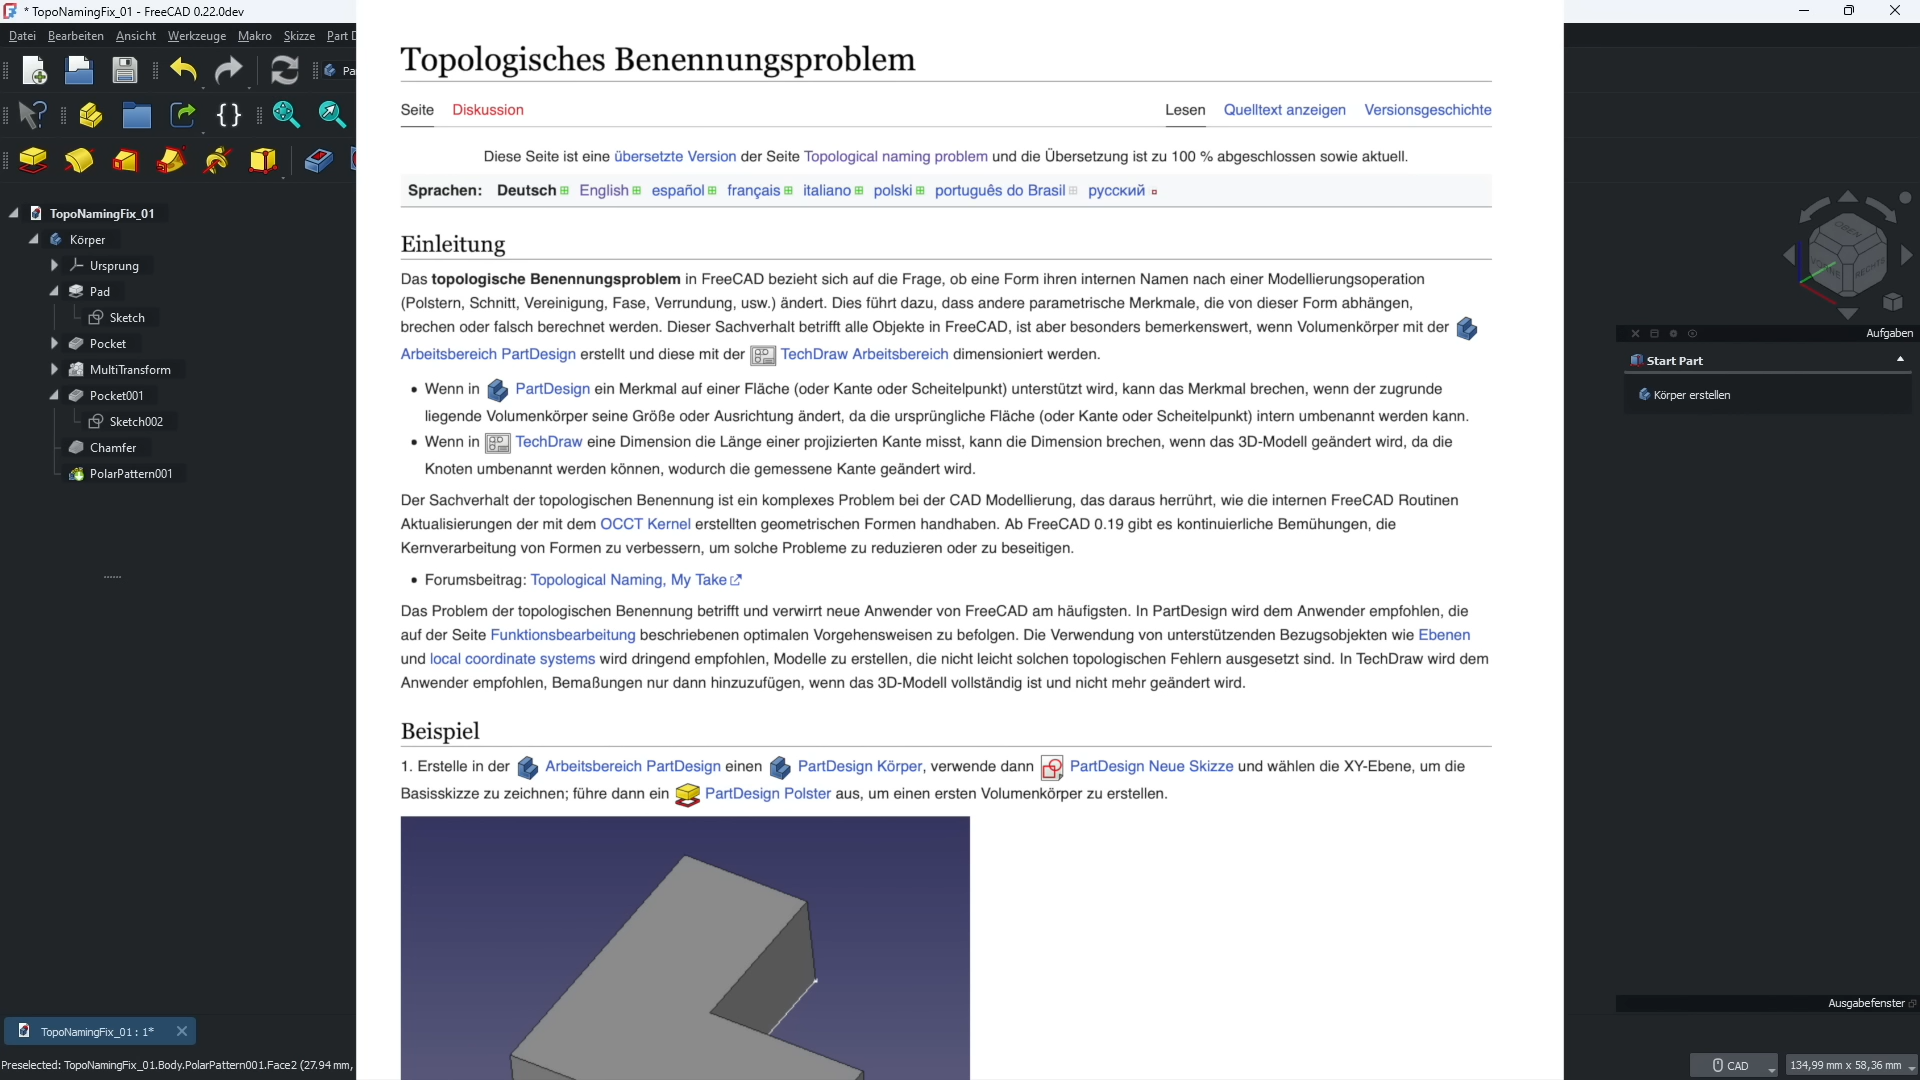 * TopoNamingFix_01 - FreeCAD 0.22.0dev
Datei Bearbeiten Ansicht Werkzeuge Makro Skizze Part D
Pa
TopoNamingFix_01
Körper
Ursprung
Pad
Sketch
Pocket
MultiTransform
Pocket001
Sketch002
Chamfer
PolarPattern001
TopoNamingFix_01 : 1*
Preselected: TopoNamingFix_01.Body.PolarPattern001.Face2 (27.94 mm,
Topologisches Benennungsproblem
Seite Diskussion Lesen Quelltext anzeigen Versionsgeschichte
Diese Seite ist eine übersetzte Version der Seite Topological naming problem und die Übersetzung ist zu 100 % abgeschlossen sowie aktuell.
Sprachen: Deutsch English español français italiano polski português do Brasil русский
Einleitung
Das topologische Benennungsproblem in FreeCAD bezieht sich auf die Frage, ob eine Form ihren internen Namen nach einer Modellierungsoperation
(Polstern, Schnitt, Vereinigung, Fase, Verrundung, usw.) ändert. Dies führt dazu, dass andere parametrische Merkmale, die von dieser Form abhängen,
brechen oder falsch berechnet werden. Dieser Sachverhalt betrifft alle Objekte in FreeCAD, ist aber besonders bemerkenswert, wenn Volumenkörper mit der
Arbeitsbereich PartDesign erstellt und diese mit der TechDraw Arbeitsbereich dimensioniert werden.
• Wenn in PartDesign ein Merkmal auf einer Fläche (oder Kante oder Scheitelpunkt) unterstützt wird, kann das Merkmal brechen, wenn der zugrunde
liegende Volumenkörper seine Größe oder Ausrichtung ändert, da die ursprüngliche Fläche (oder Kante oder Scheitelpunkt) intern umbenannt werden kann.
• Wenn in TechDraw eine Dimension die Länge einer projizierten Kante misst, kann die Dimension brechen, wenn das 3D-Modell geändert wird, da die
Knoten umbenannt werden können, wodurch die gemessene Kante geändert wird.
Der Sachverhalt der topologischen Benennung ist ein komplexes Problem bei der CAD Modellierung, das daraus herrührt, wie die internen FreeCAD Routinen
Aktualisierungen der mit dem OCCT Kernel erstellten geometrischen Formen handhaben. Ab FreeCAD 0.19 gibt es kontinuierliche Bemühungen, die
Kernverarbeitung von Formen zu verbessern, um solche Probleme zu reduzieren oder zu beseitigen.
• Forumsbeitrag: Topological Naming, My Take
Das Problem der topologischen Benennung betrifft und verwirrt neue Anwender von FreeCAD am häufigsten. In PartDesign wird dem Anwender empfohlen, die
auf der Seite Funktionsbearbeitung beschriebenen optimalen Vorgehensweisen zu befolgen. Die Verwendung von unterstützenden Bezugsobjekten wie Ebenen
und local coordinate systems wird dringend empfohlen, Modelle zu erstellen, die nicht leicht solchen topologischen Fehlern ausgesetzt sind. In TechDraw wird dem
Anwender empfohlen, Bemaßungen nur dann hinzuzufügen, wenn das 3D-Modell vollständig ist und nicht mehr geändert wird.
Beispiel
1. Erstelle in der Arbeitsbereich PartDesign einen PartDesign Körper, verwende dann PartDesign Neue Skizze und wählen die XY-Ebene, um die
Basisskizze zu zeichnen; führe dann ein PartDesign Polster aus, um einen ersten Volumenkörper zu erstellen.
OBEN
RECHTS
Aufgaben
Start Part
Körper erstellen
Ausgabefenster
CAD
134,99 mm x 58,36 mm